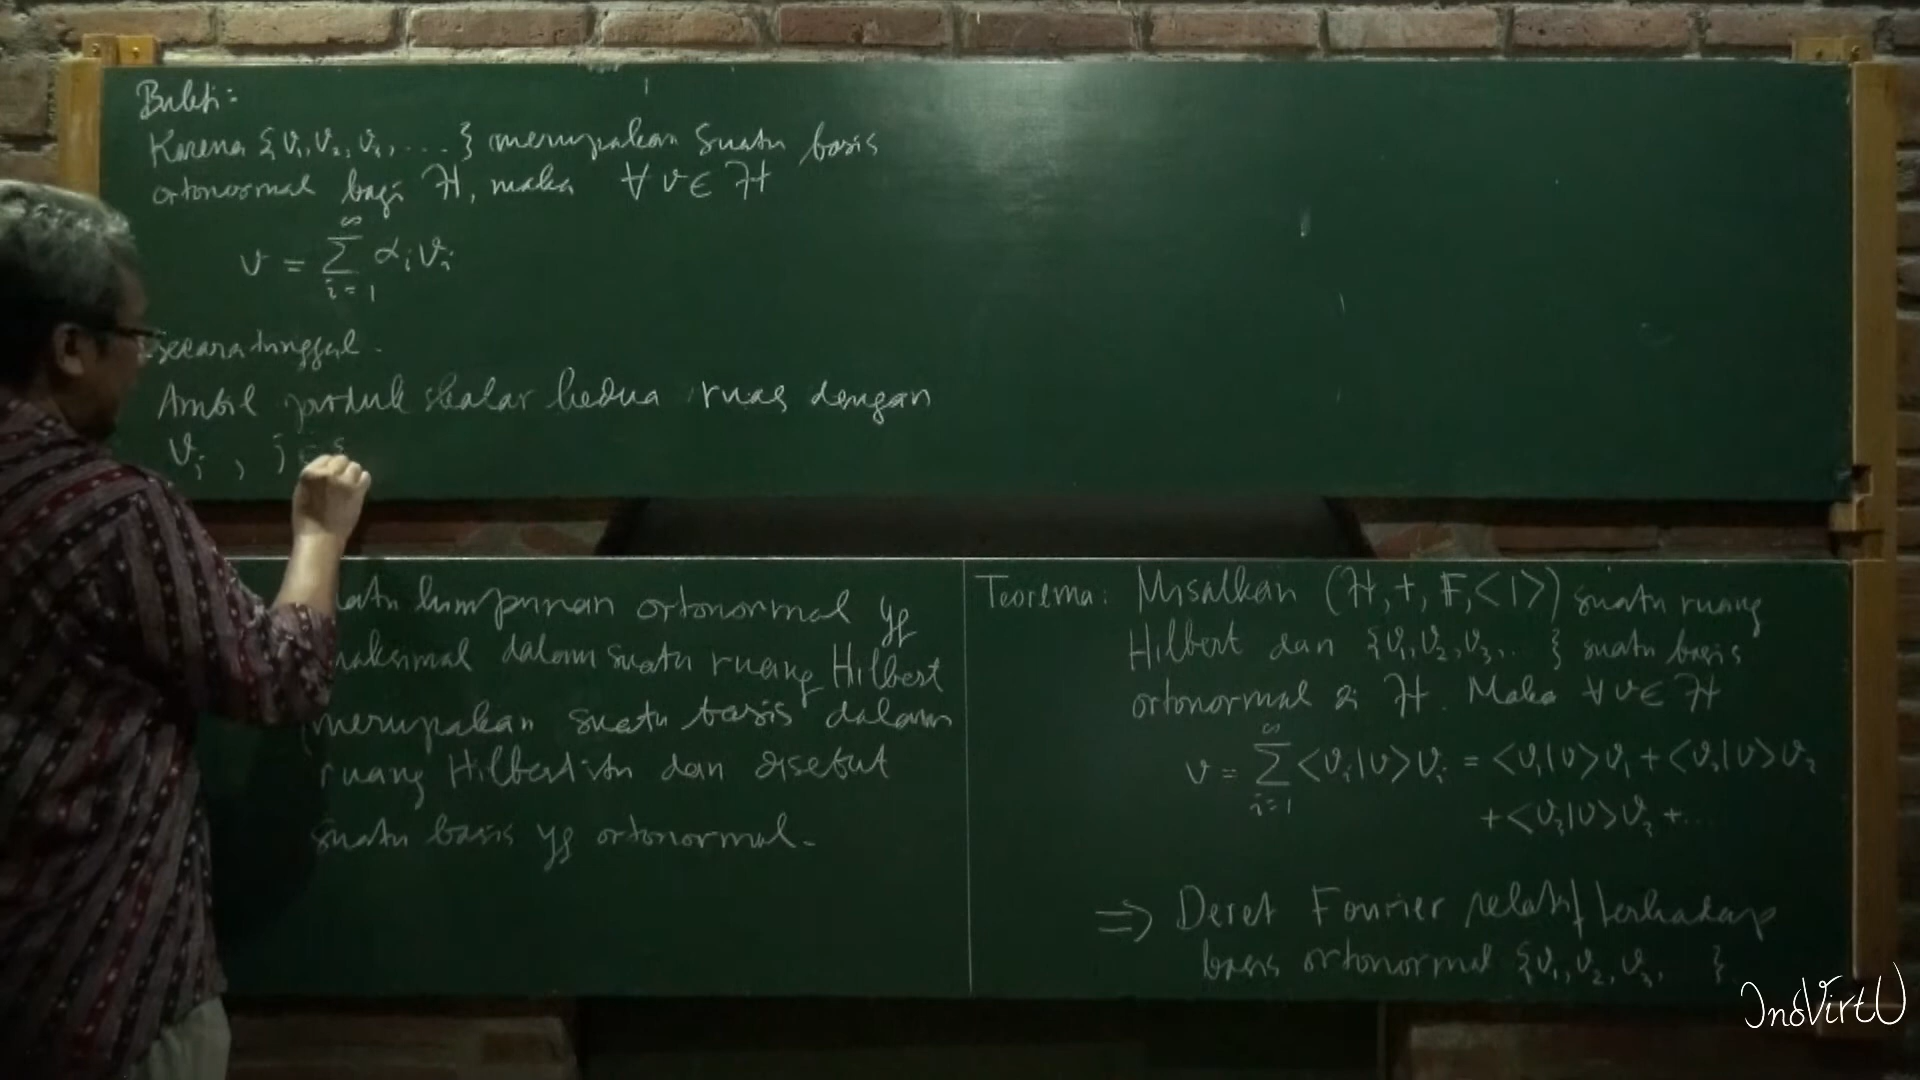 Bukti:
Karena {v₁, v₂, v₃, ....} merupakan suatu basis
ortonormal bagi ℋ, maka ∀ v ∈ ℋ
∞
v = Σ αᵢ vᵢ
i = 1
secara tunggal.
Ambil produk skalar kedua ruas dengan
vⱼ , j ∈
himpunan ortonormal yg
maksimal dalam suatu ruang Hilbert
merupakan suatu basis dalam
ruang Hilbert itu dan disebut
suatu basis yg ortonormal.
Teorema: Misalkan (ℋ, +, 𝔽, <|>) suatu ruang
Hilbert dan {v₁, v₂, v₃, ...} suatu basis
ortonormal di ℋ. Maka ∀ v ∈ ℋ
∞
v = Σ <vᵢ|v> vᵢ = <v₁|v> v₁ + <v₂|v> v₂
i=1
+ <v₃|v> v₃ + ...
⇒ Deret Fourier relatif terhadap
basis ortonormal {v₁, v₂, v₃, }
InoVirtU